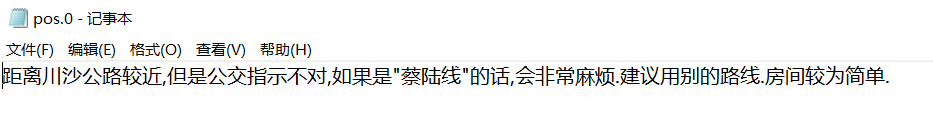 pos.0 - 记事本
文件(F) 编辑(E) 格式(O) 查看(V) 帮助(H)
距离川沙公路较近,但是公交指示不对,如果是"蔡陆线"的话,会非常麻烦.建议用别的路线.房间较为简单.